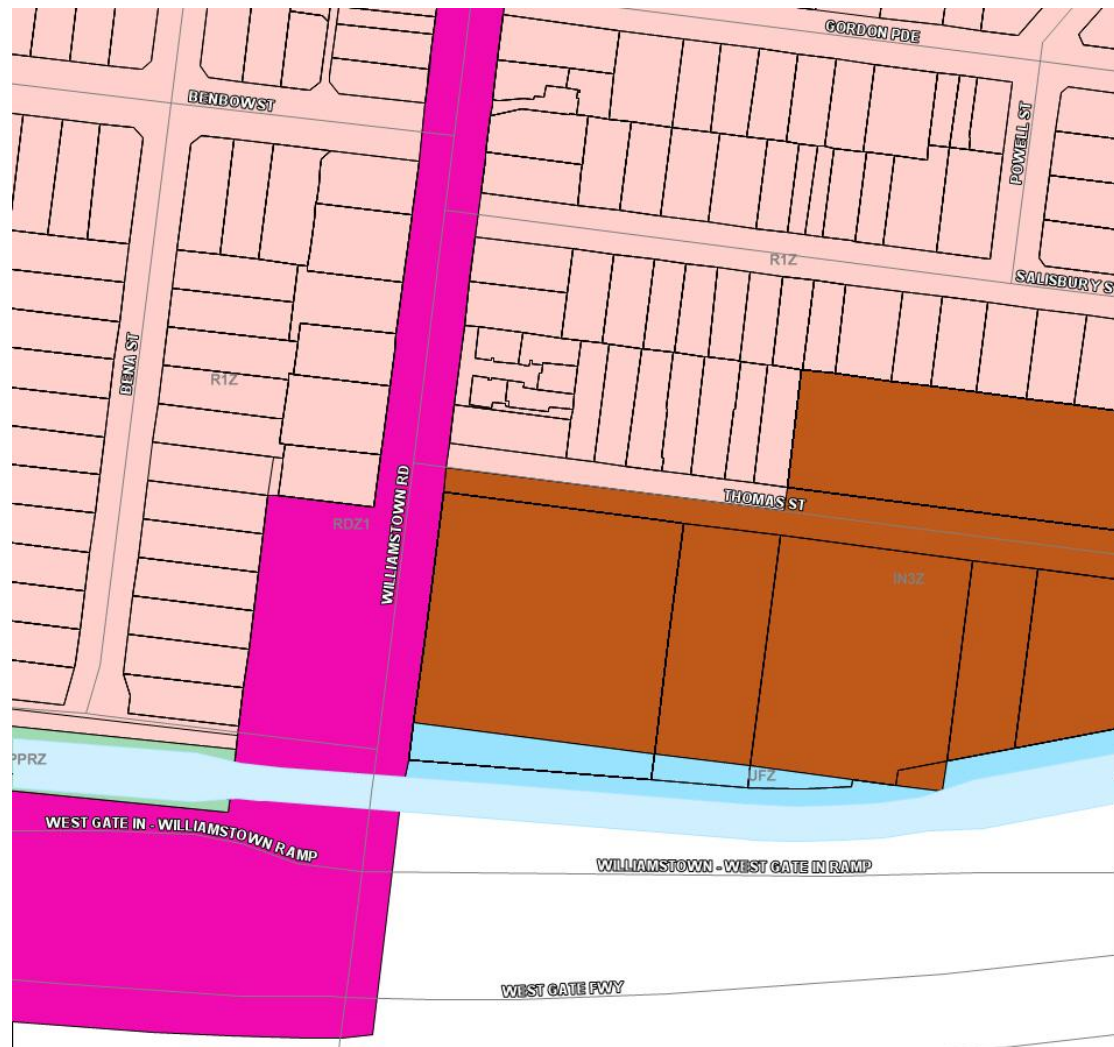 GORDON PDE
BENBOW ST
POWELL ST
R1Z
SALISBURY S
BENA ST
R1Z
THOMAS ST
RDZ1
WILLIAMSTOWN RD
IN3Z
PPRZ
UFZ
WEST GATE IN - WILLIAMSTOWN RAMP
WILLIAMSTOWN - WEST GATE IN RAMP
WEST GATE FWY